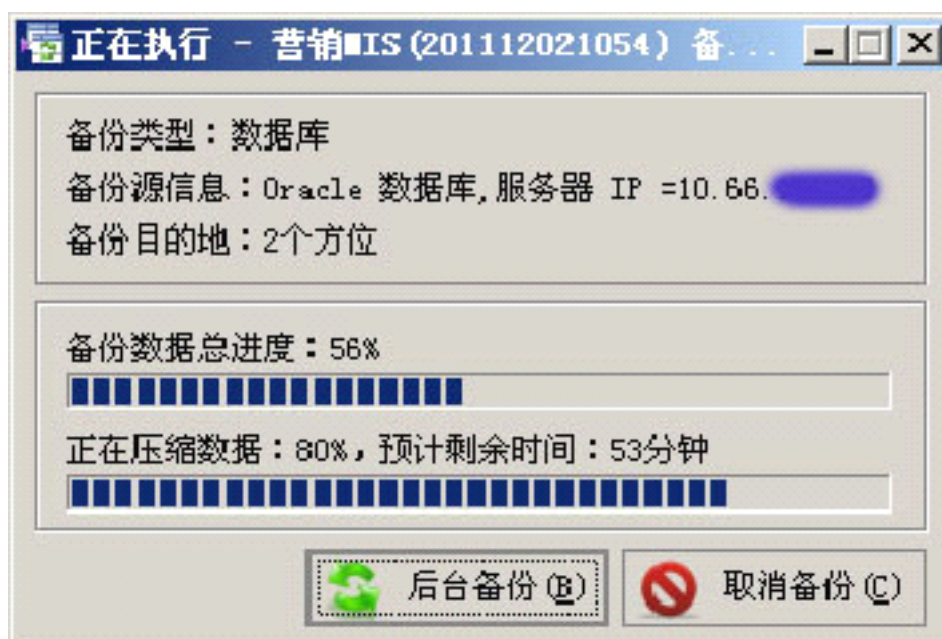 正在执行 - 营销MIS(201112021054) 备...
备份类型：数据库
备份源信息：Oracle 数据库,服务器 IP =10.66.
备份目的地：2个方位
备份数据总进度：56%
正在压缩数据：80%，预计剩余时间：53分钟
后台备份(B)
取消备份(C)